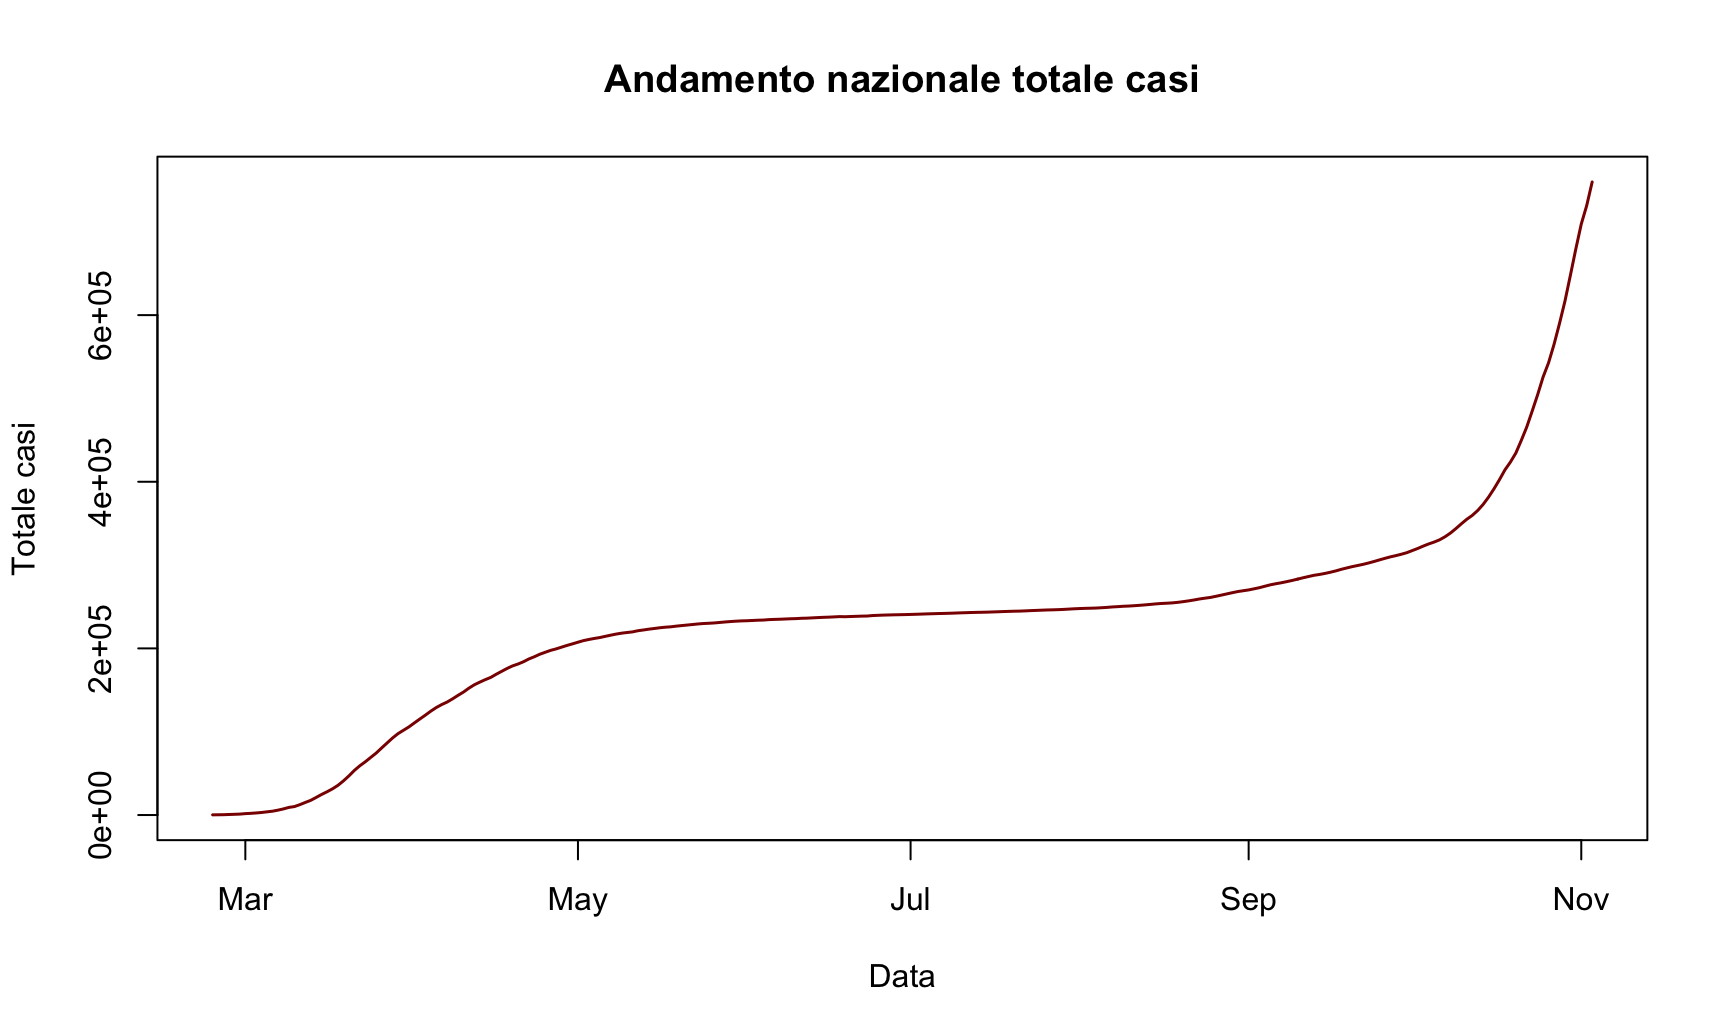 Andamento nazionale totale casi
Totale casi
6e+05
4e+05
2e+05
0e+00
Mar May Jul Sep Nov
Data